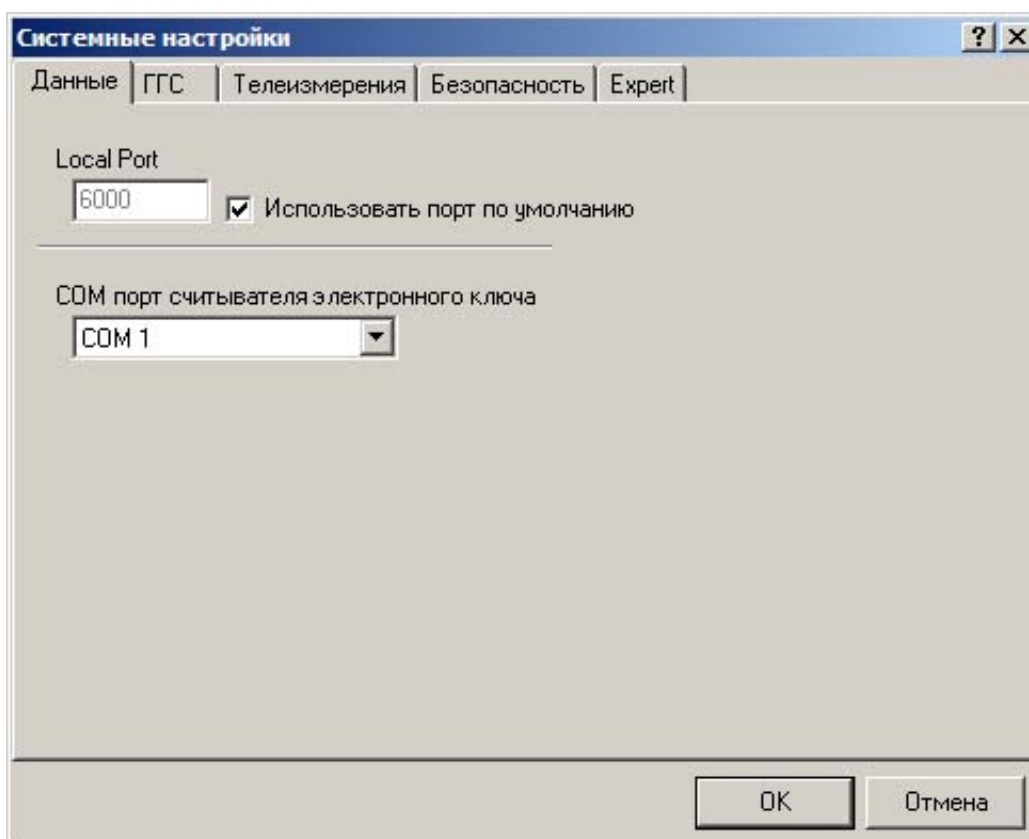 Системные настройки
Данные ГГС Телеизмерения Безопасность Expert
Local Port
6000 Использовать порт по умолчанию
COM порт считывателя электронного ключа
COM 1
OK Отмена